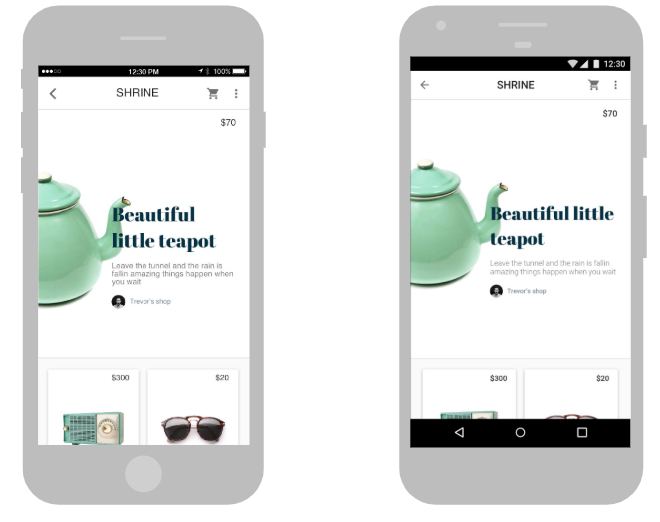 12:30 PM
100%
SHRINE
$70
Beautiful
little teapot
Leave the tunnel and the rain is
fallin amazing things happen when
you wait
Trevor's shop
$300
$20
12:30
SHRINE
$70
Beautiful little
teapot
Leave the tunnel and the rain is fallin
amazing things happen when you wait
Trevor's shop
$300
$20